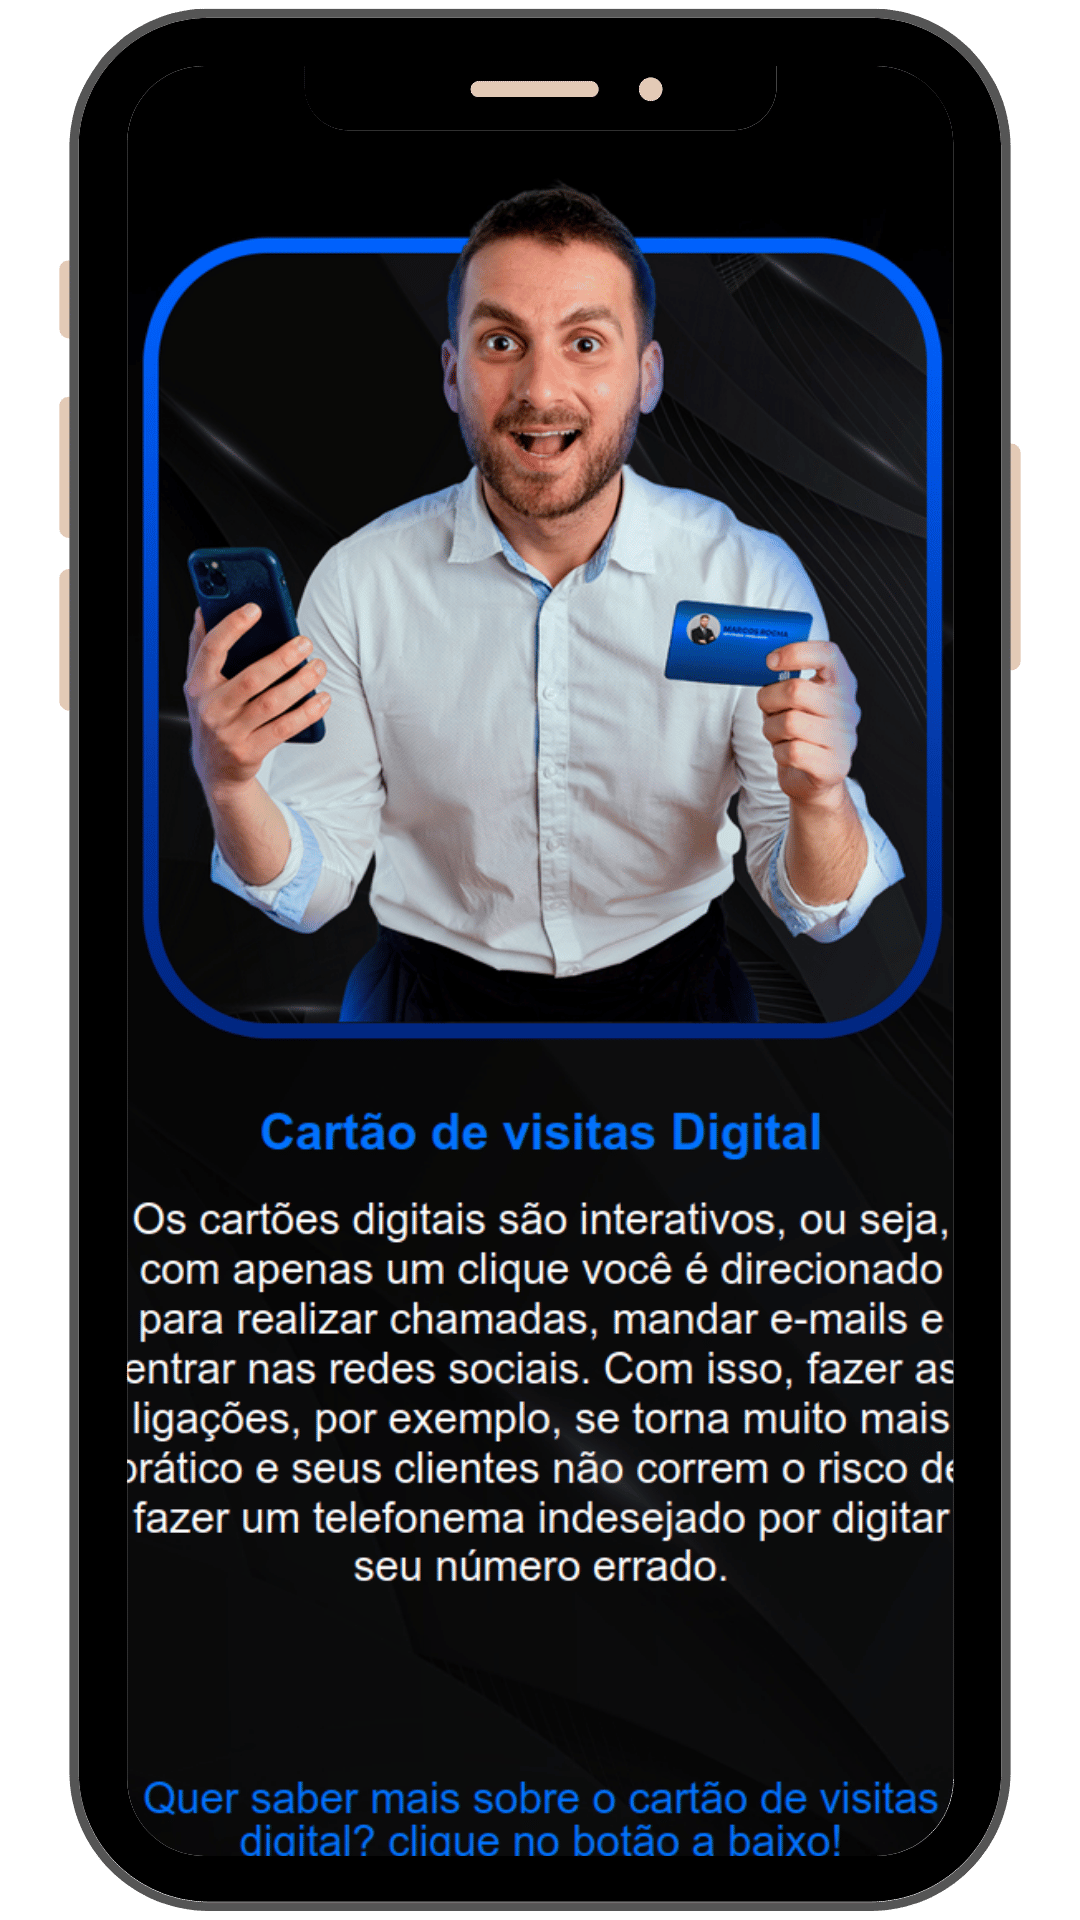 MARCOS ROCHA
Cartão de visitas Digital
Os cartões digitais são interativos, ou seja,
com apenas um clique você é direcionado
para realizar chamadas, mandar e-mails e
entrar nas redes sociais. Com isso, fazer as
ligações, por exemplo, se torna muito mais
prático e seus clientes não correm o risco de
fazer um telefonema indesejado por digitar
seu número errado.
Quer saber mais sobre o cartão de visitas
digital? clique no botão a baixo!